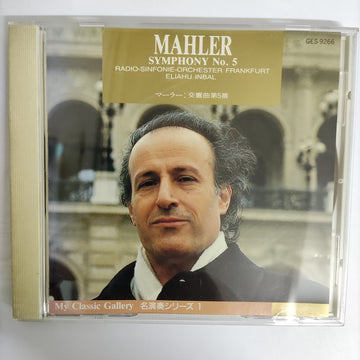 GES 9266
MAHLER
SYMPHONY No. 5
RADIO-SINFONIE-ORCHESTER FRANKFURT
ELIAHU INBAL
マーラー：交響曲第5番
My Classic Gallery 名演奏シリーズ 1